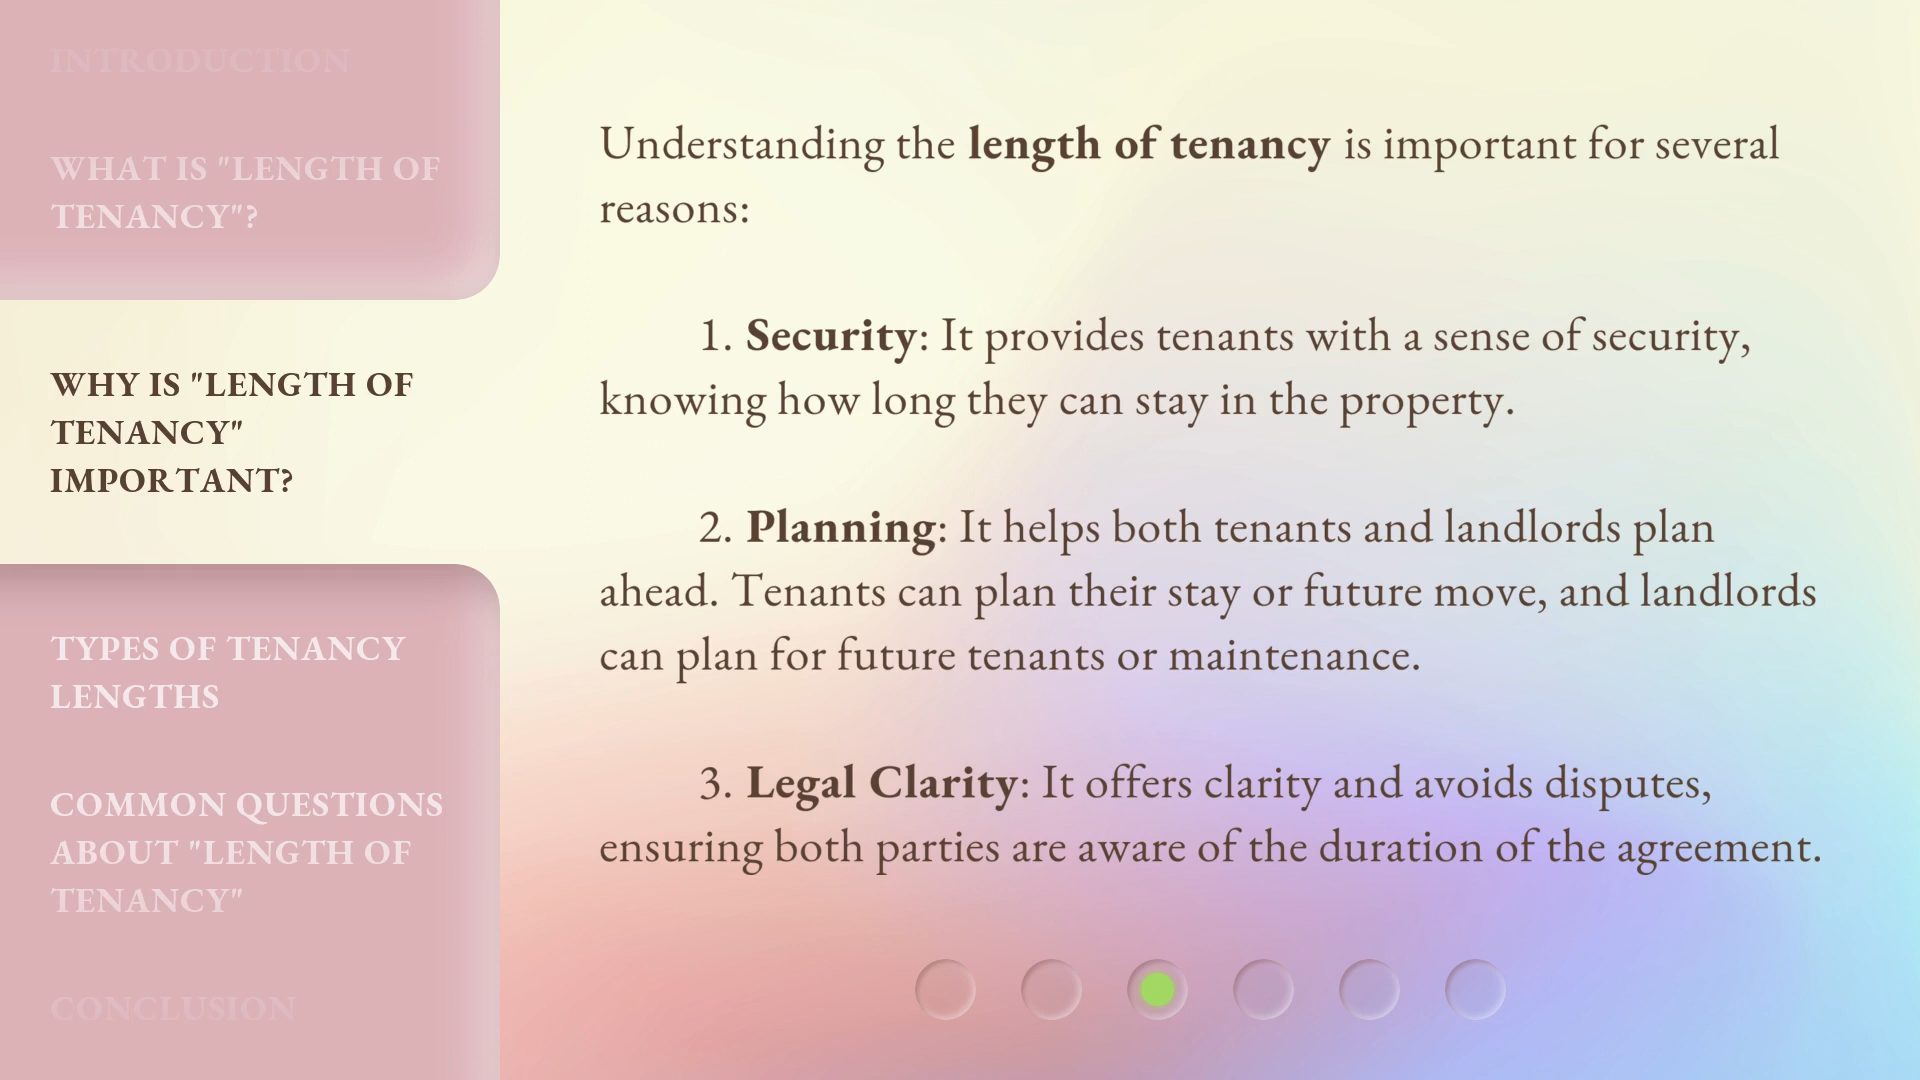 INTRODUCTION
WHAT IS "LENGTH OF
TENANCY"?
WHY IS "LENGTH OF
TENANCY"
IMPORTANT?
TYPES OF TENANCY
LENGTHS
COMMON QUESTIONS
ABOUT "LENGTH OF
TENANCY"
CONCLUSION
Understanding the length of tenancy is important for several
reasons:
1. Security: It provides tenants with a sense of security,
knowing how long they can stay in the property.
2. Planning: It helps both tenants and landlords plan
ahead. Tenants can plan their stay or future move, and landlords
can plan for future tenants or maintenance.
3. Legal Clarity: It offers clarity and avoids disputes,
ensuring both parties are aware of the duration of the agreement.